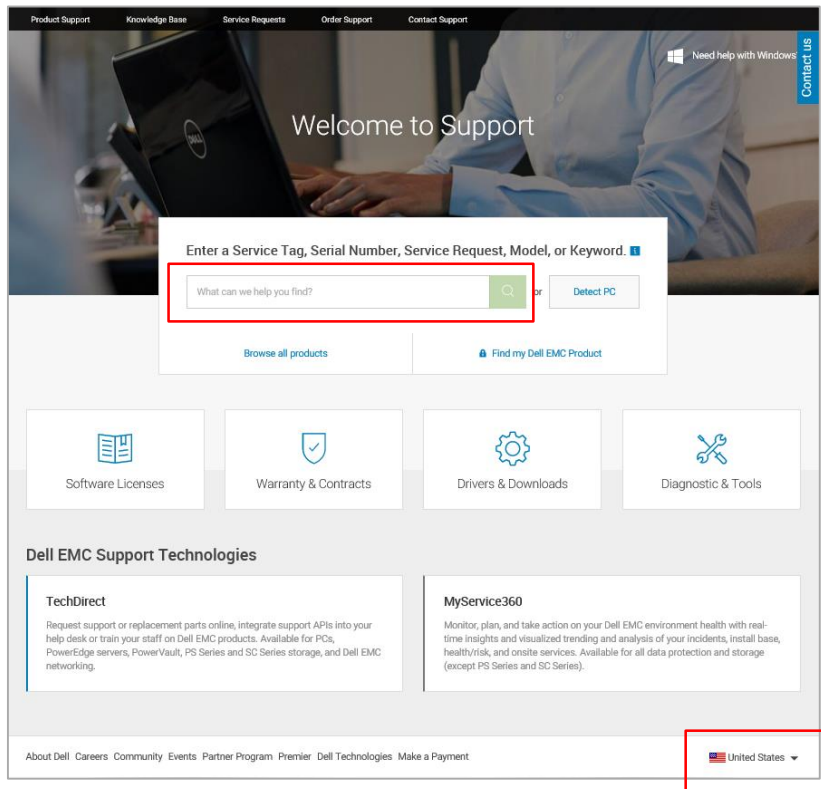 Product Support Knowledge Base Service Requests Order Support Contact Support
Need help with Windows
Contact us
DELL
Welcome to Support
Enter a Service Tag, Serial Number, Service Request, Model, or Keyword.
What can we help you find?
or
Detect PC
Browse all products
Find my Dell EMC Product
Software Licenses
Warranty & Contracts
Drivers & Downloads
Diagnostic & Tools
Dell EMC Support Technologies
TechDirect
Request support or replacement parts online, integrate support APIs into your
help desk or train your staff on Dell EMC products. Available for PCs,
PowerEdge servers, PowerVault, PS Series and SC Series storage, and Dell EMC
networking.
MyService360
Monitor, plan, and take action on your Dell EMC environment health with real-
time insights and visualized trending and analysis of your incidents, install base,
health/risk, and onsite services. Available for all data protection and storage
(except PS Series and SC Series).
About Dell Careers Community Events Partner Program Premier Dell Technologies Make a Payment
United States